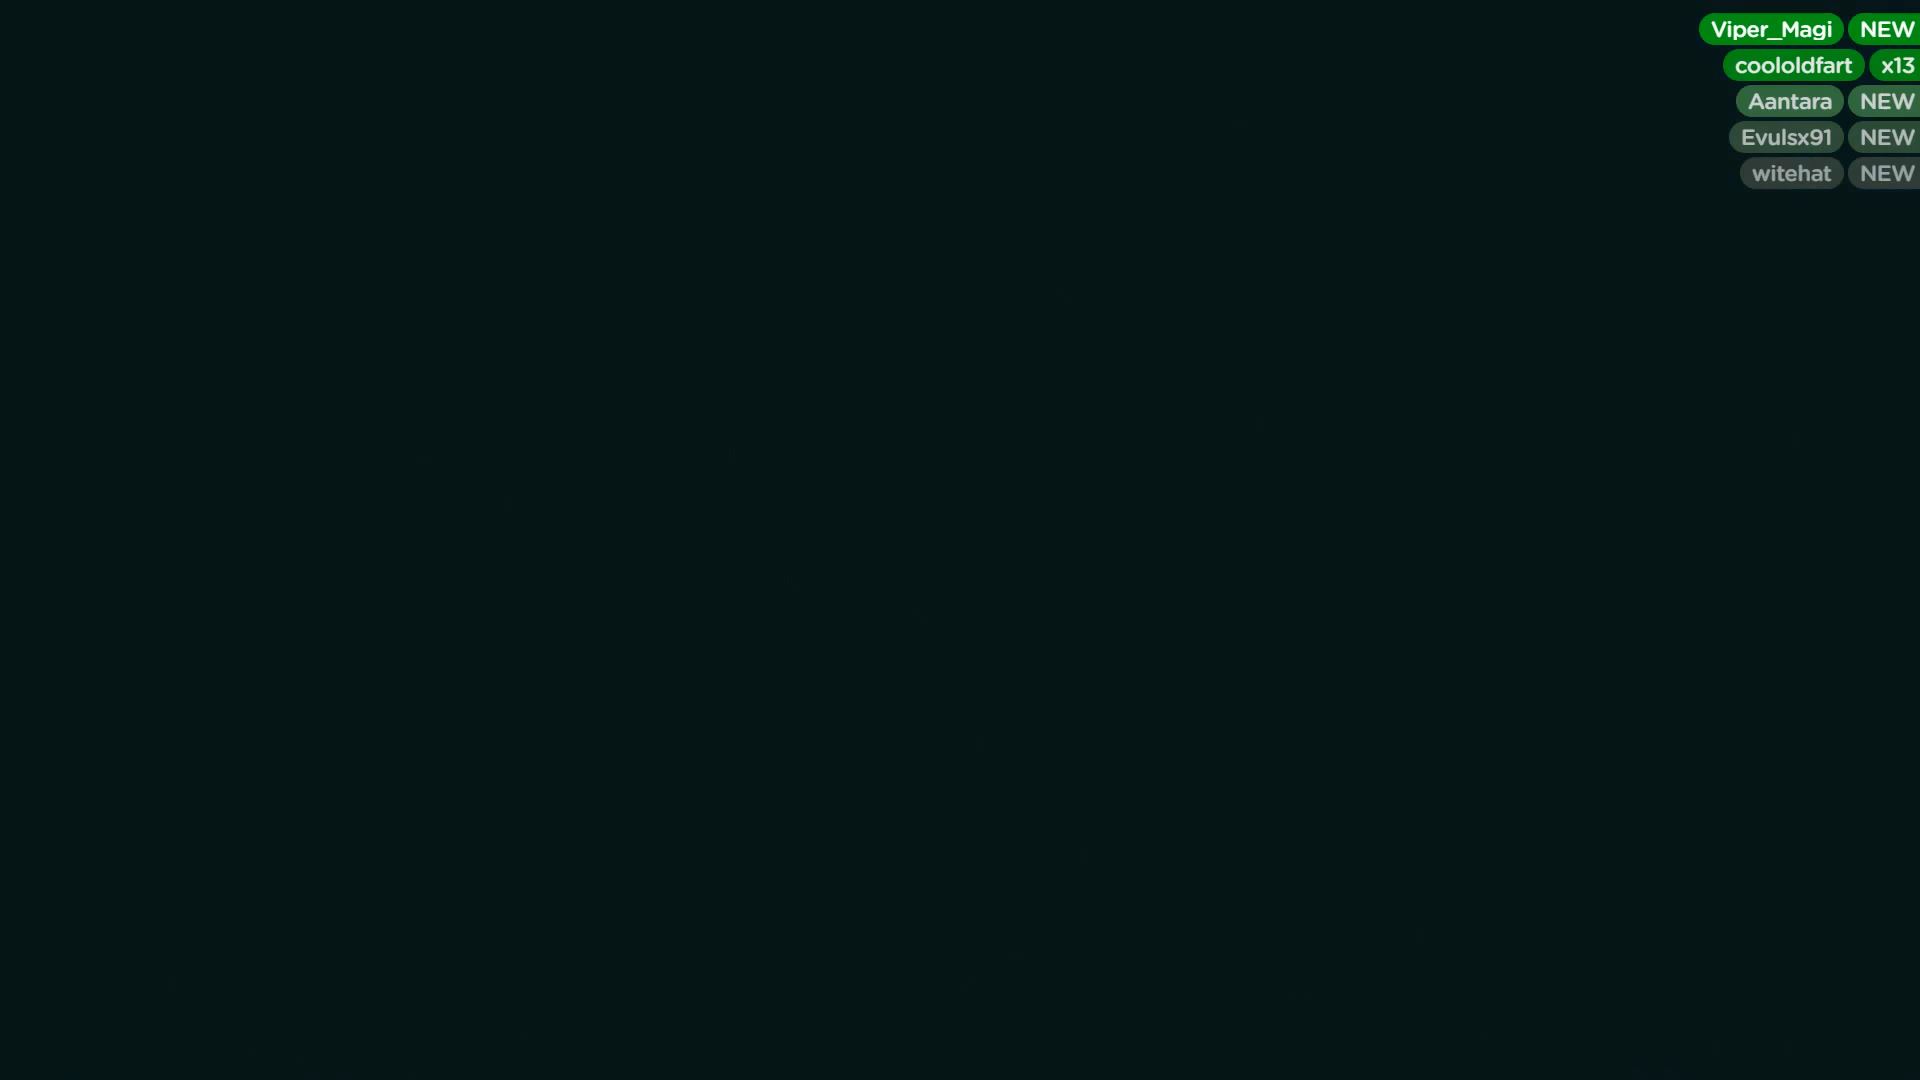 Viper_Magi NEW
coololdfart x13
Aantara NEW
Evulsx91 NEW
witehat NEW